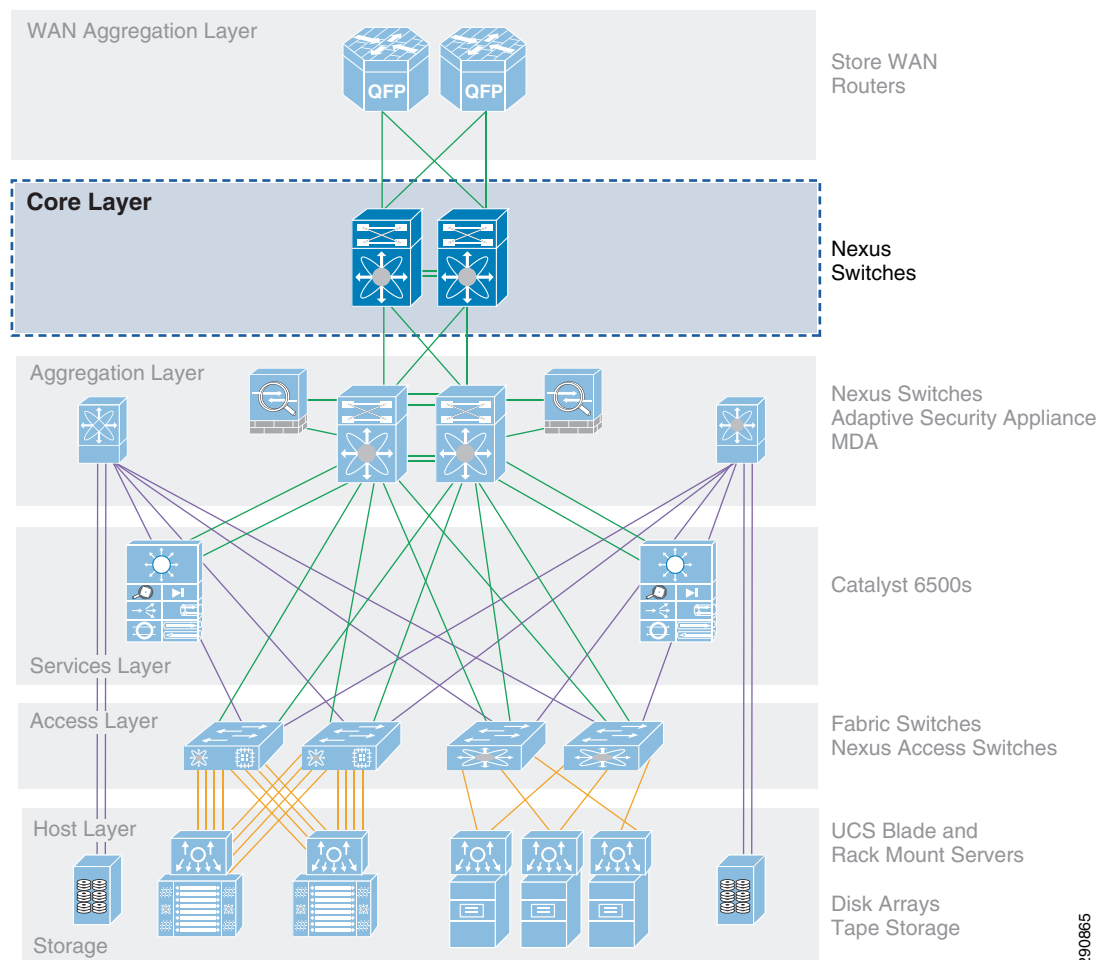 WAN Aggregation Layer
QFP
QFP
Store WAN
Routers
Core Layer
Nexus
Switches
Aggregation Layer
Nexus Switches
Adaptive Security Appliance
MDA
Catalyst 6500s
Services Layer
Access Layer
Fabric Switches
Nexus Access Switches
Host Layer
UCS Blade and
Rack Mount Servers
Disk Arrays
Tape Storage
Storage